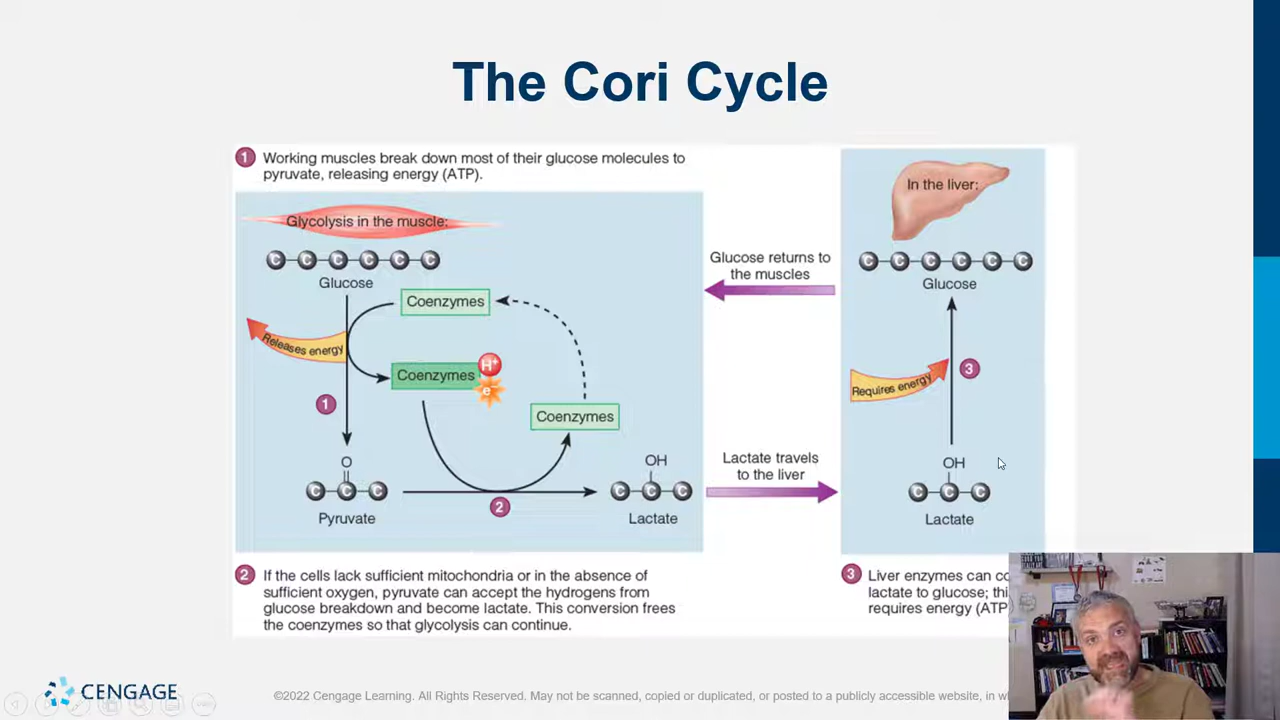 The Cori Cycle
1 Working muscles break down most of their glucose molecules to
pyruvate, releasing energy (ATP).
Glycolysis in the muscle:
C C C C C C
Glucose
Coenzymes
Releases energy
Coenzymes
H+
e-
1
Coenzymes
O
C C C
Pyruvate
2
OH
C C C
Lactate
Glucose returns to
the muscles
Lactate travels
to the liver
In the liver:
C C C C C C
Glucose
Requires energy
3
OH
C C C
Lactate
2 If the cells lack sufficient mitochondria or in the absence of
sufficient oxygen, pyruvate can accept the hydrogens from
glucose breakdown and become lactate. This conversion frees
the coenzymes so that glycolysis can continue.
3 Liver enzymes can
lactate to glucose;
requires energy (ATP
CENGAGE
©2022 Cengage Learning. All Rights Reserved. May not be scanned, copied or duplicated, or posted to a publicly accessible website, in